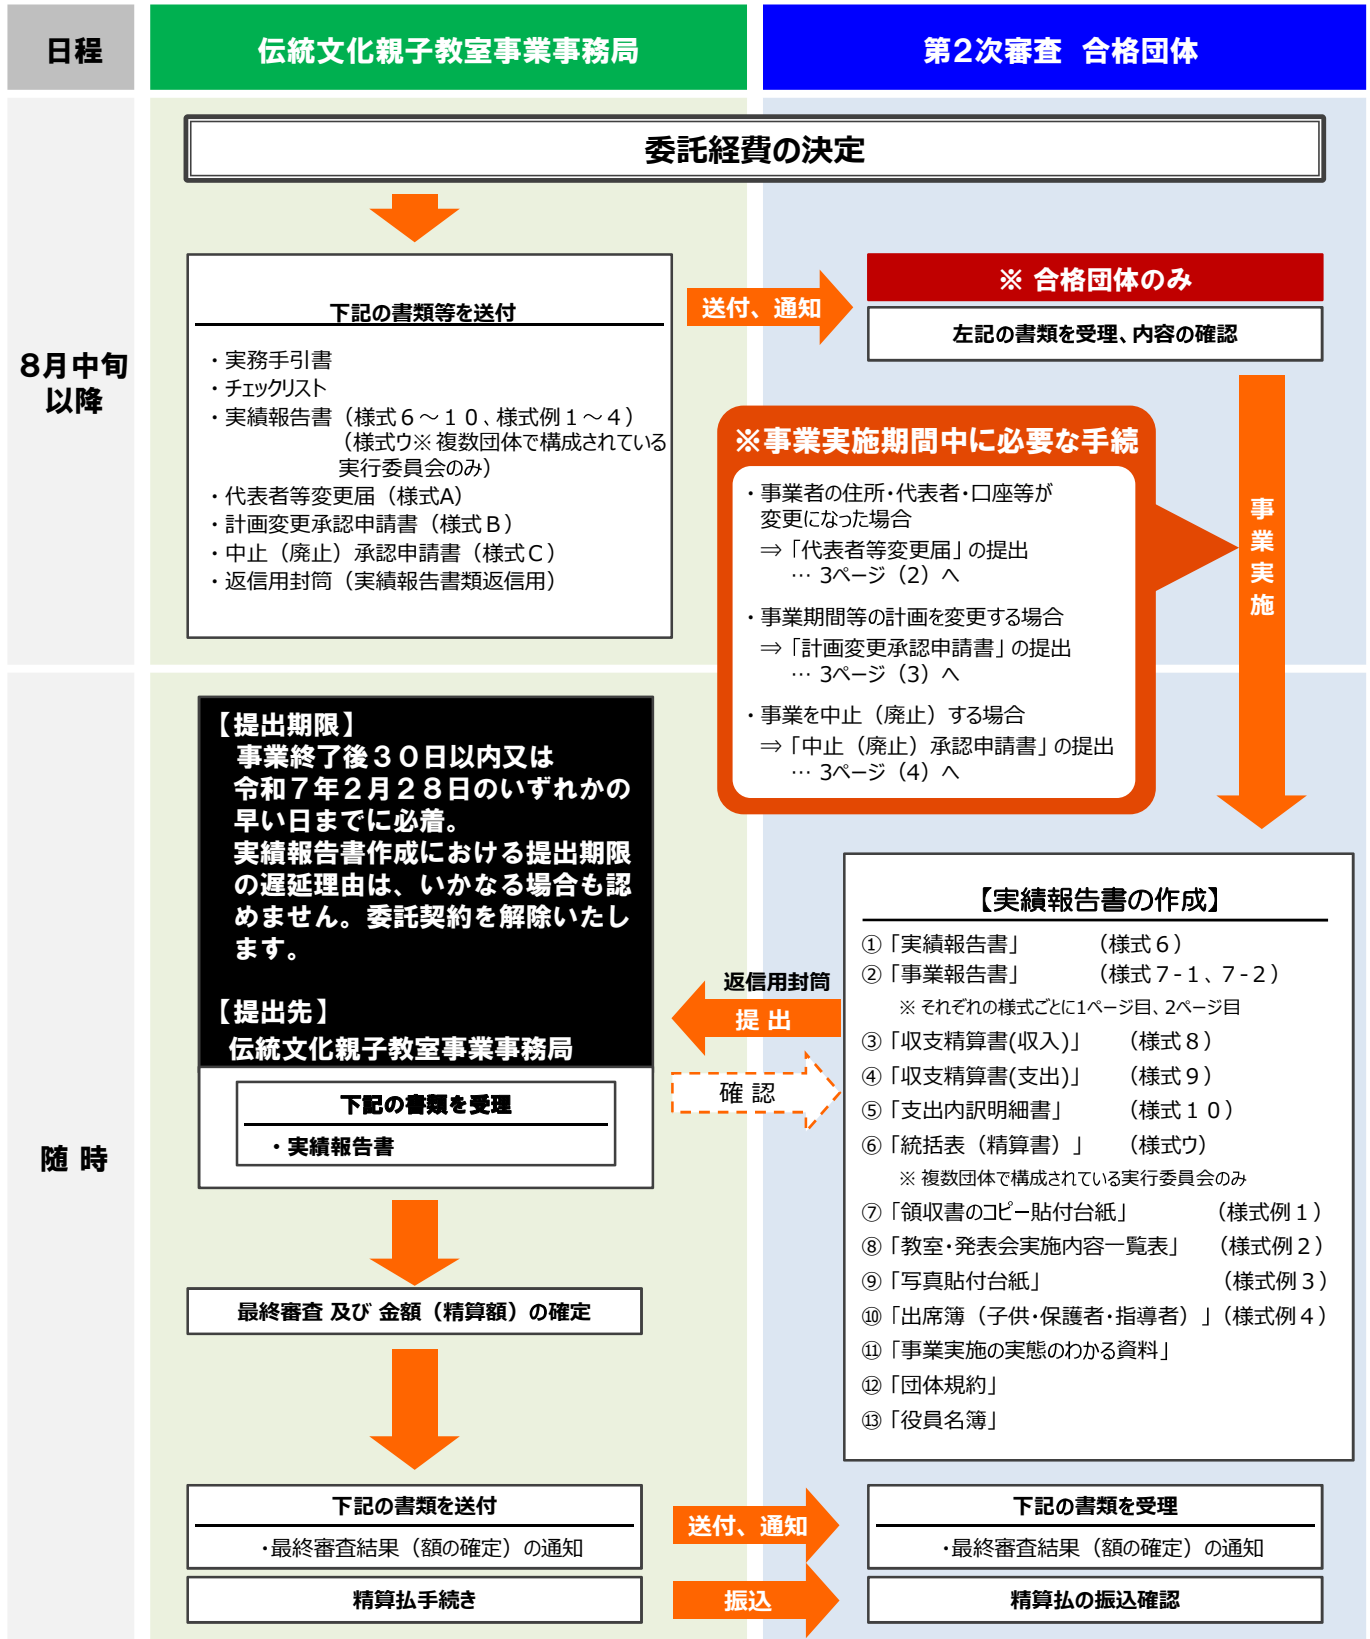 日程
伝統文化親子教室事業事務局
第2次審査 合格団体
委託経費の決定
8月中旬
以降
下記の書類等を送付
・実務手引書
・チェックリスト
・実績報告書（様式６～１０、様式例１～４）
（様式ウ※ 複数団体で構成されている
実行委員会のみ）
・代表者等変更届（様式A）
・計画変更承認申請書（様式Ｂ）
・中止（廃止）承認申請書（様式Ｃ）
・返信用封筒（実績報告書類返信用）
送付、通知
※ 合格団体のみ
左記の書類を受理、内容の確認
※事業実施期間中に必要な手続
・事業者の住所・代表者・口座等が
変更になった場合
⇒「代表者等変更届」の提出
… 3ページ（2）へ
・事業期間等の計画を変更する場合
⇒「計画変更承認申請書」の提出
… 3ページ（3）へ
・事業を中止（廃止）する場合
⇒「中止（廃止）承認申請書」の提出
… 3ページ（4）へ
事業実施
随 時
【提出期限】
事業終了後３０日以内又は
令和７年２月２８日のいずれかの
早い日までに必着。
実績報告書作成における提出期限
の遅延理由は、いかなる場合も認
めません。委託契約を解除いたし
ます。
【提出先】
伝統文化親子教室事業事務局
下記の書類を受理
・実績報告書
返信用封筒
提 出
確 認
【実績報告書の作成】
①「実績報告書」 （様式６）
②「事業報告書」 （様式７-１、７-２）
※ それぞれの様式ごとに1ページ目、2ページ目
③「収支精算書(収入)」 （様式８）
④「収支精算書(支出)」 （様式９）
⑤「支出内訳明細書」 （様式１０）
⑥「統括表（精算書）」 （様式ウ）
※ 複数団体で構成されている実行委員会のみ
⑦「領収書のコピー貼付台紙」 （様式例１）
⑧「教室・発表会実施内容一覧表」 （様式例２）
⑨「写真貼付台紙」 （様式例３）
⑩「出席簿（子供・保護者・指導者）」（様式例４）
⑪「事業実施の実態のわかる資料」
⑫「団体規約」
⑬「役員名簿」
最終審査 及び 金額（精算額）の確定
下記の書類を送付
・最終審査結果（額の確定）の通知
送付、通知
下記の書類を受理
・最終審査結果（額の確定）の通知
精算払手続き
振込
精算払の振込確認